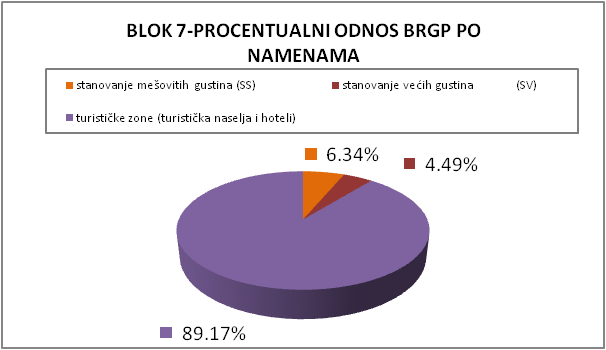 BLOK 7-PROCENTUALNI ODNOS BRGP PO
NAMENAMA
stanovanje mešovitih gustina (SS)
stanovanje većih gustina (SV)
turističke zone (turistička naselja i hoteli)
6.34%
4.49%
89.17%